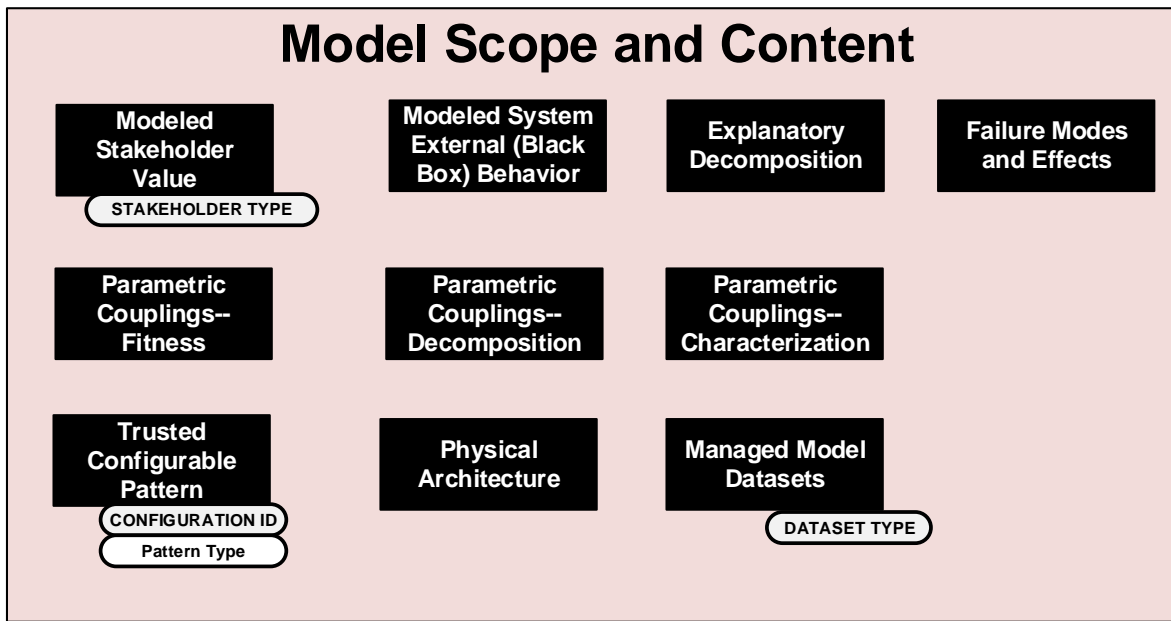 Model Scope and Content
Modeled
Stakeholder
Value
STAKEHOLDER TYPE
Modeled System
External (Black
Box) Behavior
Explanatory
Decomposition
Failure Modes
and Effects
Parametric
Couplings--
Fitness
Parametric
Couplings--
Decomposition
Parametric
Couplings--
Characterization
Trusted
Configurable
Pattern
CONFIGURATION ID
Pattern Type
Physical
Architecture
Managed Model
Datasets
DATASET TYPE